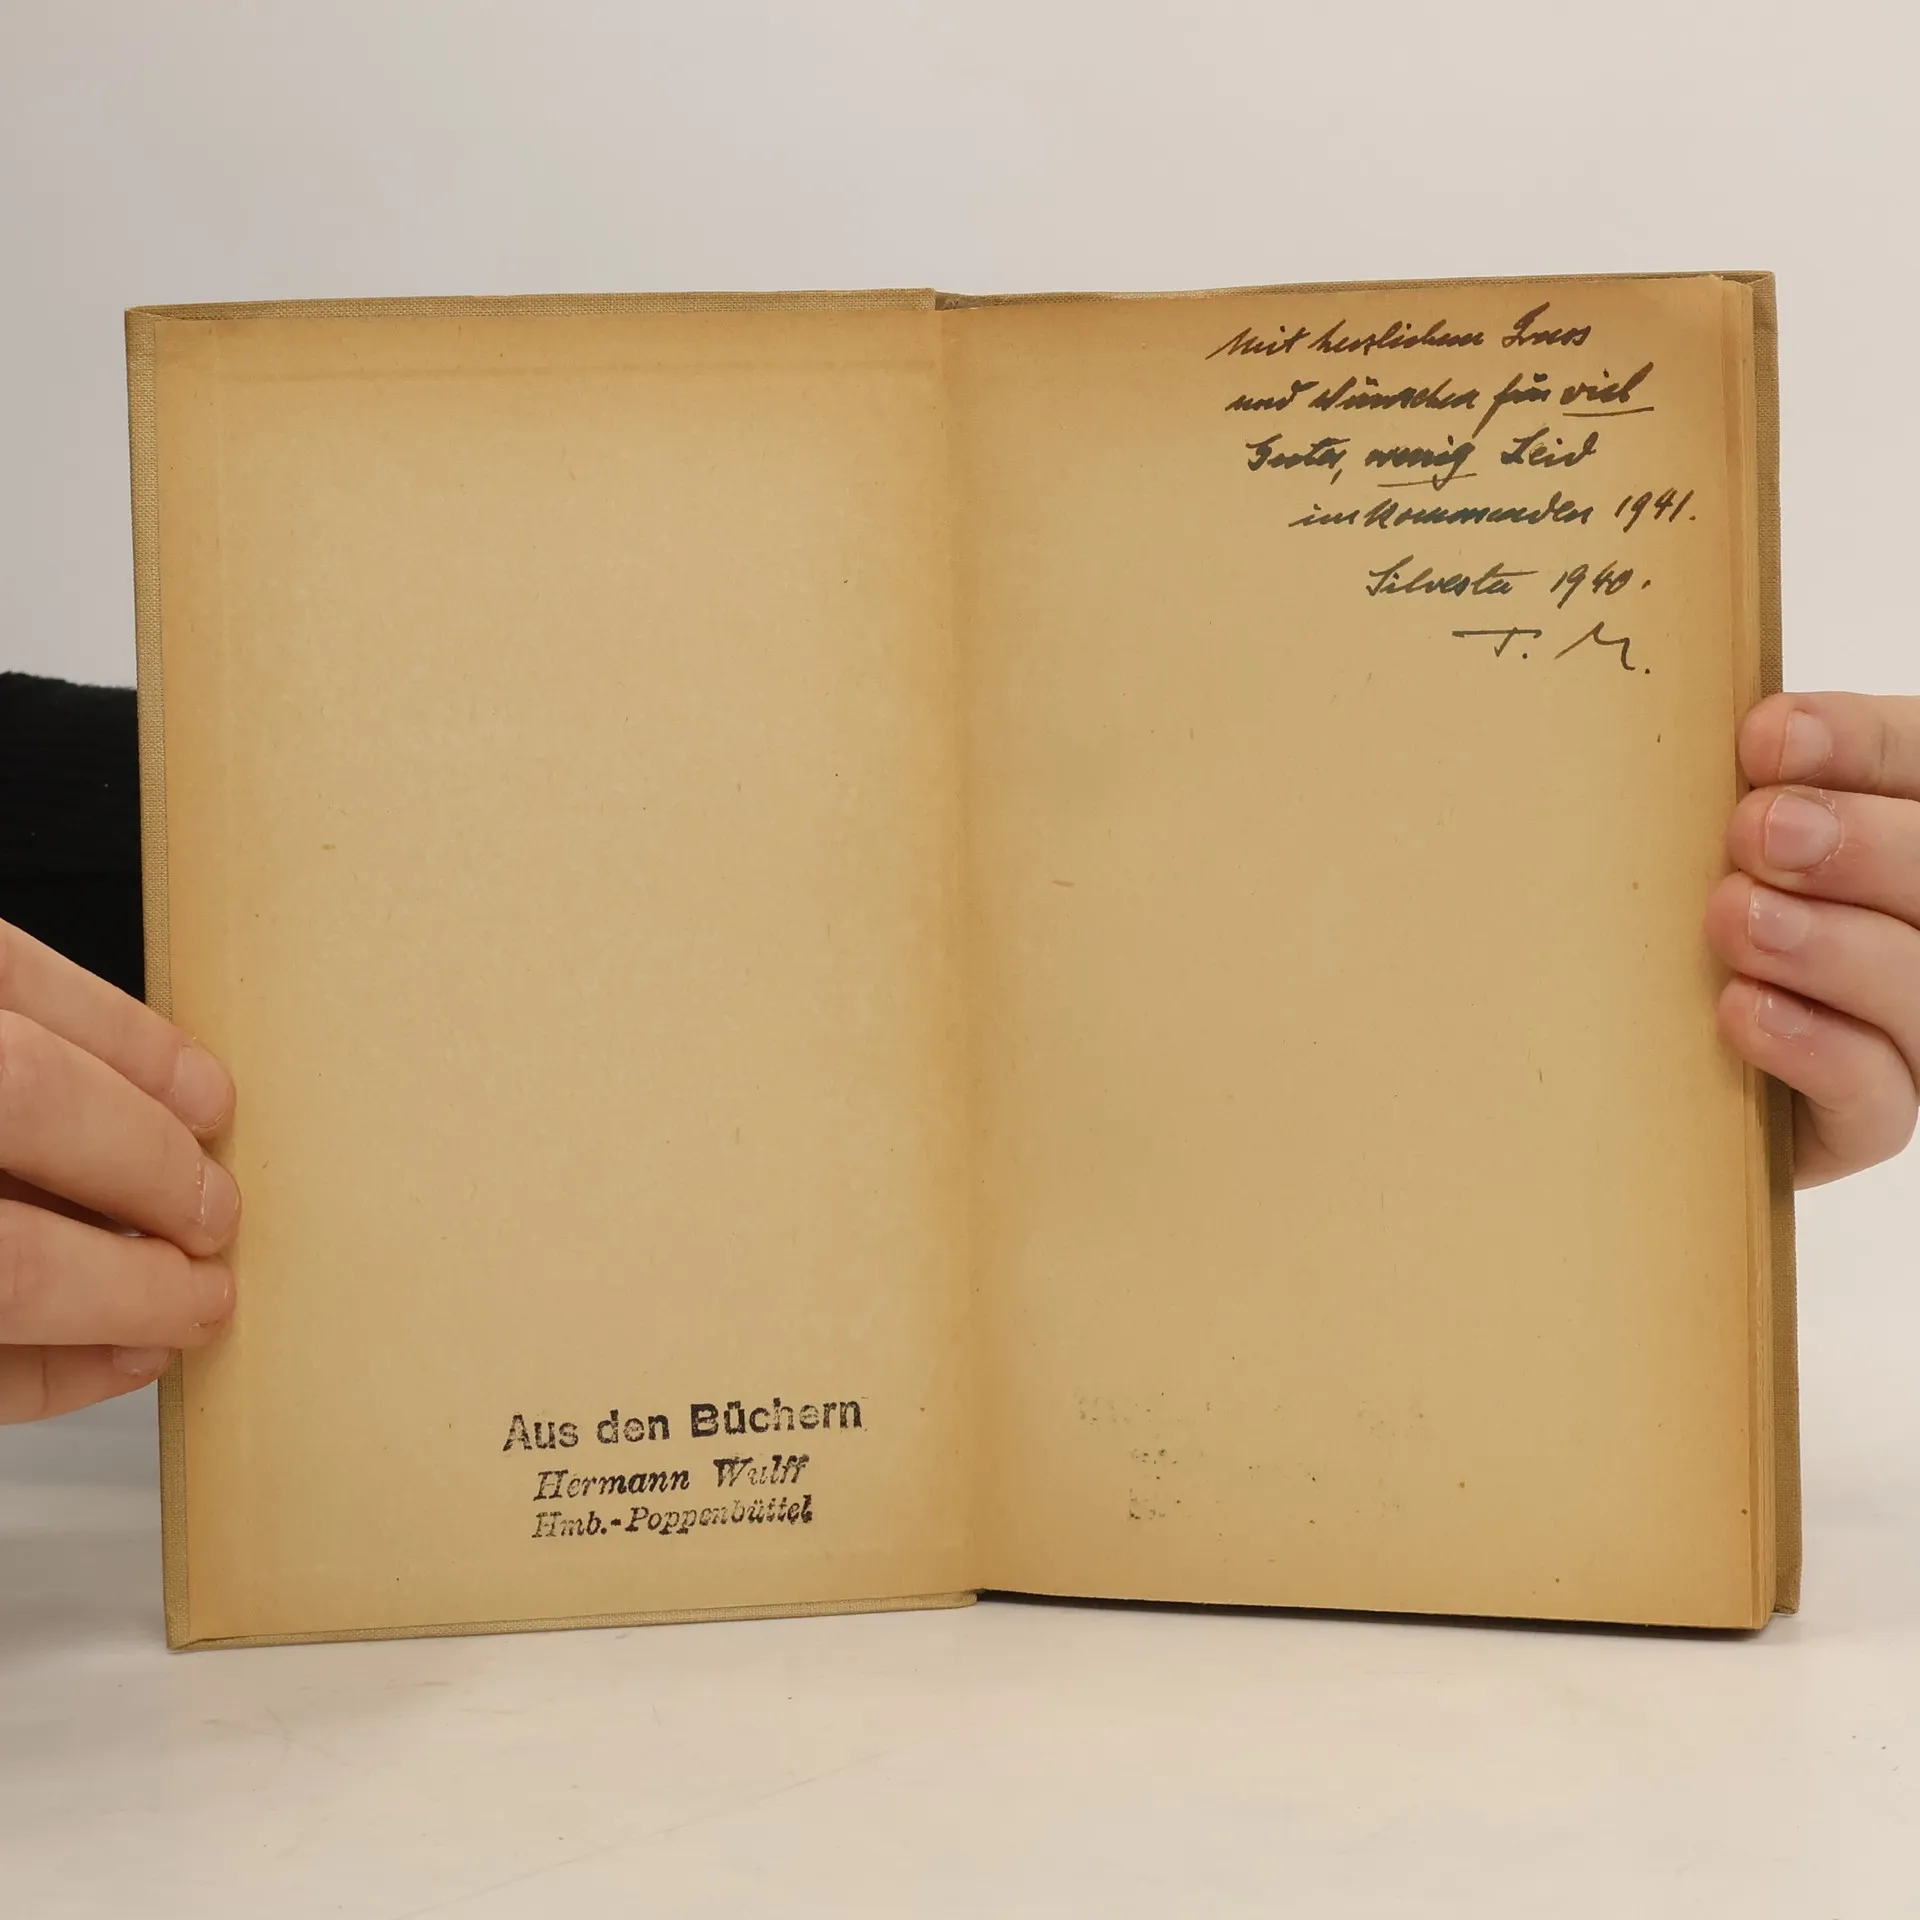 Aus den Büchern
Hermann Wulff
Hmb.-Poppenbüttel
Mit herzlichem Gruss
und Wünschen für viel
Gutes, wenig Leid
im kommenden 1941.
Silvester 1940.
T. M.